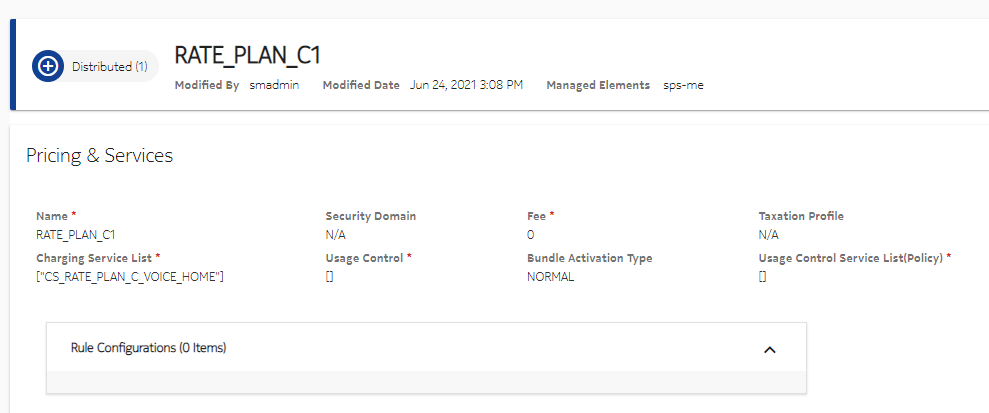 RATE_PLAN_C1
Distributed (1)
Modified By smadmin Modified Date Jun 24, 2021 3:08 PM Managed Elements sps-me
Pricing & Services
Name * Security Domain Fee * Taxation Profile
RATE_PLAN_C1 N/A 0 N/A
Charging Service List * Usage Control * Bundle Activation Type Usage Control Service List(Policy) *
["CS_RATE_PLAN_C_VOICE_HOME"] [] NORMAL []
Rule Configurations (0 Items)